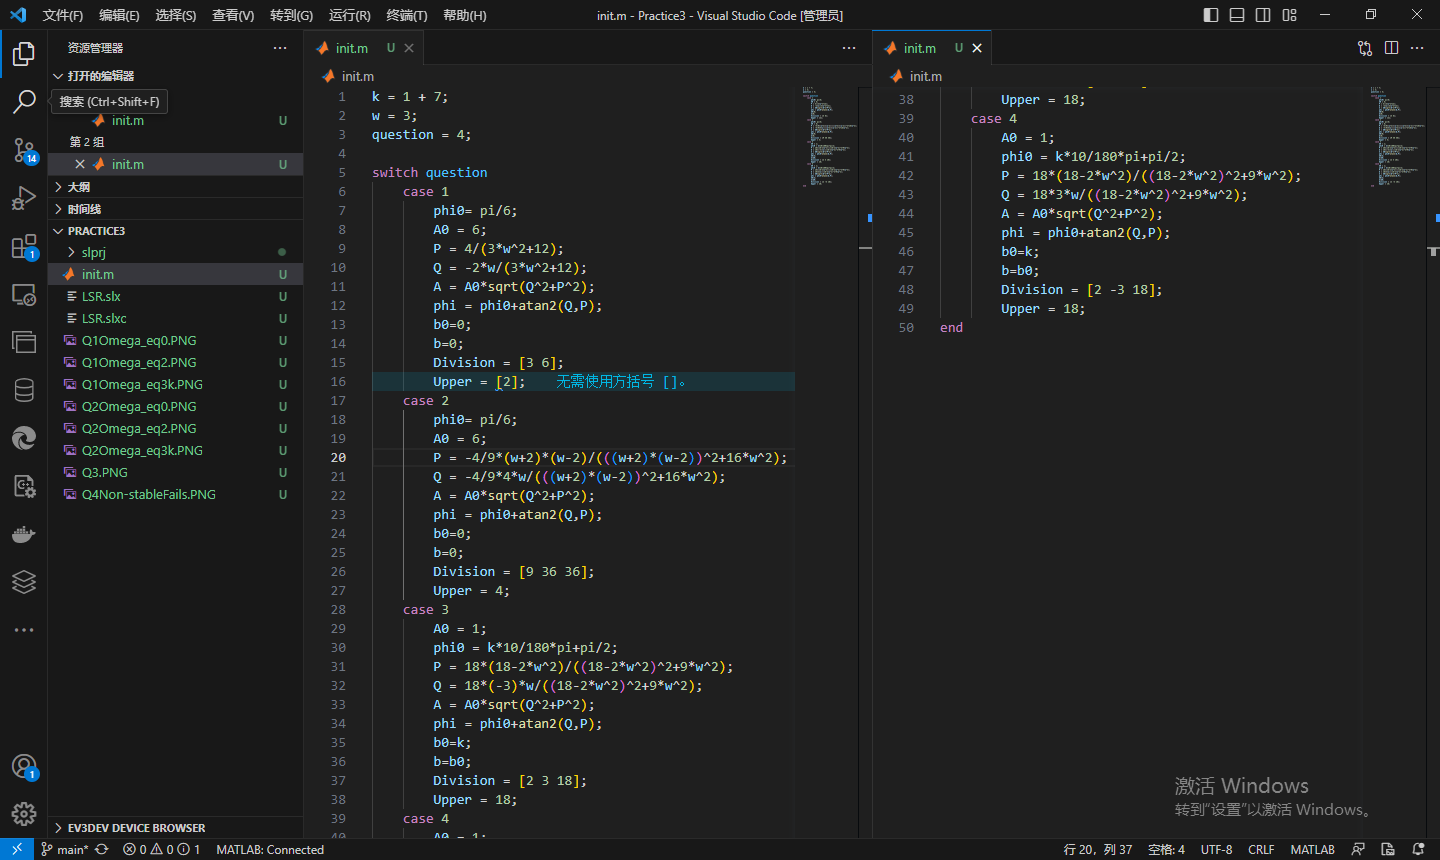 文件(F) 编辑(E) 选择(S) 查看(V) 转到(G) 运行(R) 终端(T) 帮助(H)
init.m - Practice3 - Visual Studio Code [管理员]
资源管理器
打开的编辑器
搜索 (Ctrl+Shift+F)
init.m U
第 2 组
init.m U
大纲
时间线
PRACTICE3
slprj
init.m U
LSR.slx U
LSR.slxc U
Q1Omega_eq0.PNG U
Q1Omega_eq2.PNG U
Q1Omega_eq3k.PNG U
Q2Omega_eq0.PNG U
Q2Omega_eq2.PNG U
Q2Omega_eq3k.PNG U
Q3.PNG U
Q4Non-stableFails.PNG U
EV3DEV DEVICE BROWSER
14
1
1
init.m U
init.m
1 k = 1 + 7;
2 w = 3;
3 question = 4;
4
5 switch question
6 case 1
7 phi0= pi/6;
8 A0 = 6;
9 P = 4/(3*w^2+12);
10 Q = -2*w/(3*w^2+12);
11 A = A0*sqrt(Q^2+P^2);
12 phi = phi0+atan2(Q,P);
13 b0=0;
14 b=0;
15 Division = [3 6];
16 Upper = [2]; 无需使用方括号 []。
17 case 2
18 phi0= pi/6;
19 A0 = 6;
20 P = -4/9*(w+2)*(w-2)/(((w+2)*(w-2))^2+16*w^2);
21 Q = -4/9*4*w/(((w+2)*(w-2))^2+16*w^2);
22 A = A0*sqrt(Q^2+P^2);
23 phi = phi0+atan2(Q,P);
24 b0=0;
25 b=0;
26 Division = [9 36 36];
27 Upper = 4;
28 case 3
29 A0 = 1;
30 phi0 = k*10/180*pi+pi/2;
31 P = 18*(18-2*w^2)/((18-2*w^2)^2+9*w^2);
32 Q = 18*(-3)*w/((18-2*w^2)^2+9*w^2);
33 A = A0*sqrt(Q^2+P^2);
34 phi = phi0+atan2(Q,P);
35 b0=k;
36 b=b0;
37 Division = [2 3 18];
38 Upper = 18;
39 case 4
40 A0 = 1;
init.m U
init.m
38 Upper = 18;
39 case 4
40 A0 = 1;
41 phi0 = k*10/180*pi+pi/2;
42 P = 18*(18-2*w^2)/((18-2*w^2)^2+9*w^2);
43 Q = 18*3*w/((18-2*w^2)^2+9*w^2);
44 A = A0*sqrt(Q^2+P^2);
45 phi = phi0+atan2(Q,P);
46 b0=k;
47 b=b0;
48 Division = [2 -3 18];
49 Upper = 18;
50 end
激活 Windows
转到“设置”以激活 Windows。
main* 0 0 1 MATLAB: Connected
行 20，列 37 空格: 4 UTF-8 CRLF MATLAB